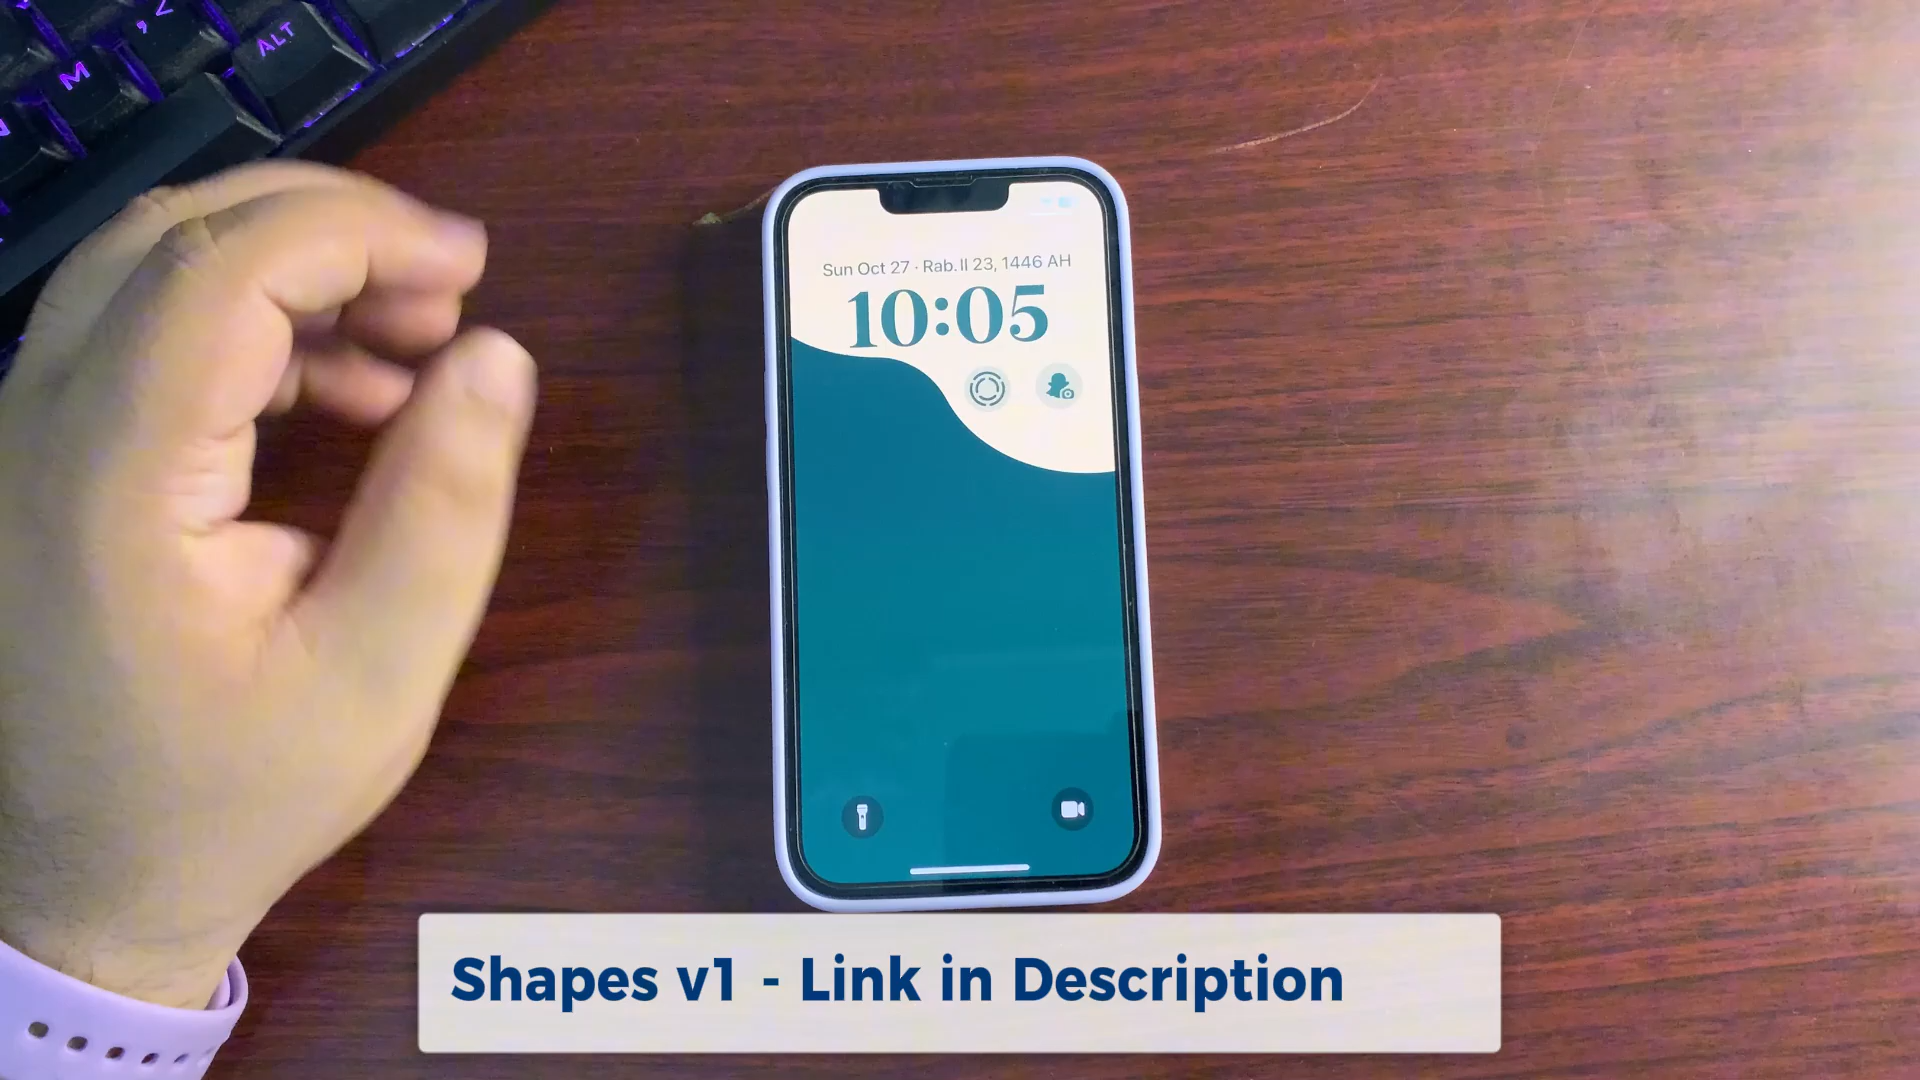 M
, <
ALT
Sun Oct 27 · Rab. II 23, 1446 AH
10:05
Shapes v1 - Link in Description